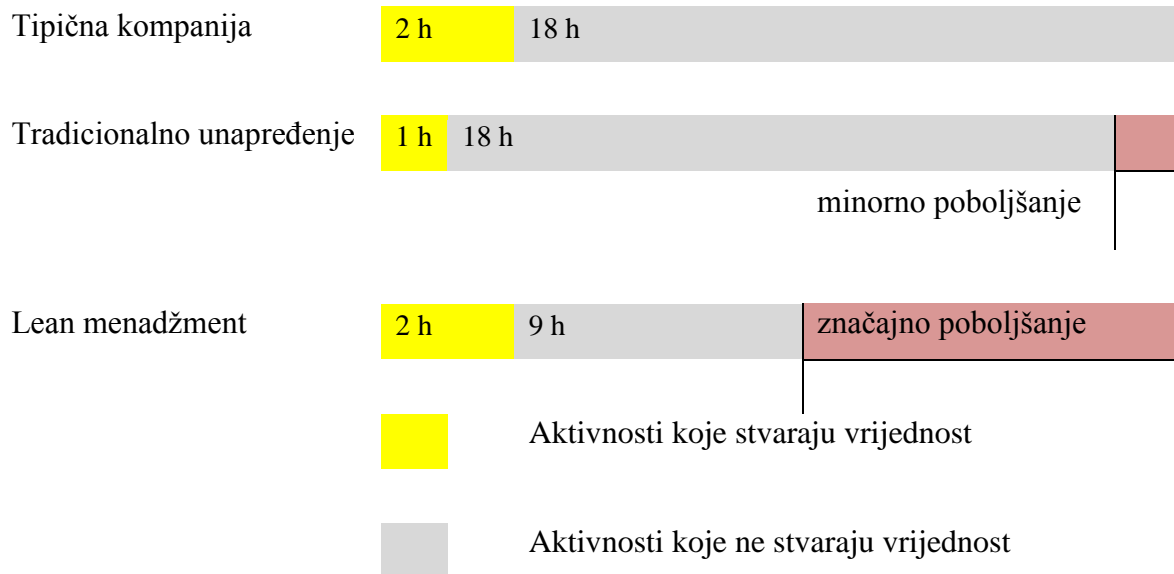 Tipična kompanija 2 h 18 h
Tradicionalno unapređenje 1 h 18 h
minorno poboljšanje
Lean menadžment 2 h 9 h značajno poboljšanje
Aktivnosti koje stvaraju vrijednost
Aktivnosti koje ne stvaraju vrijednost